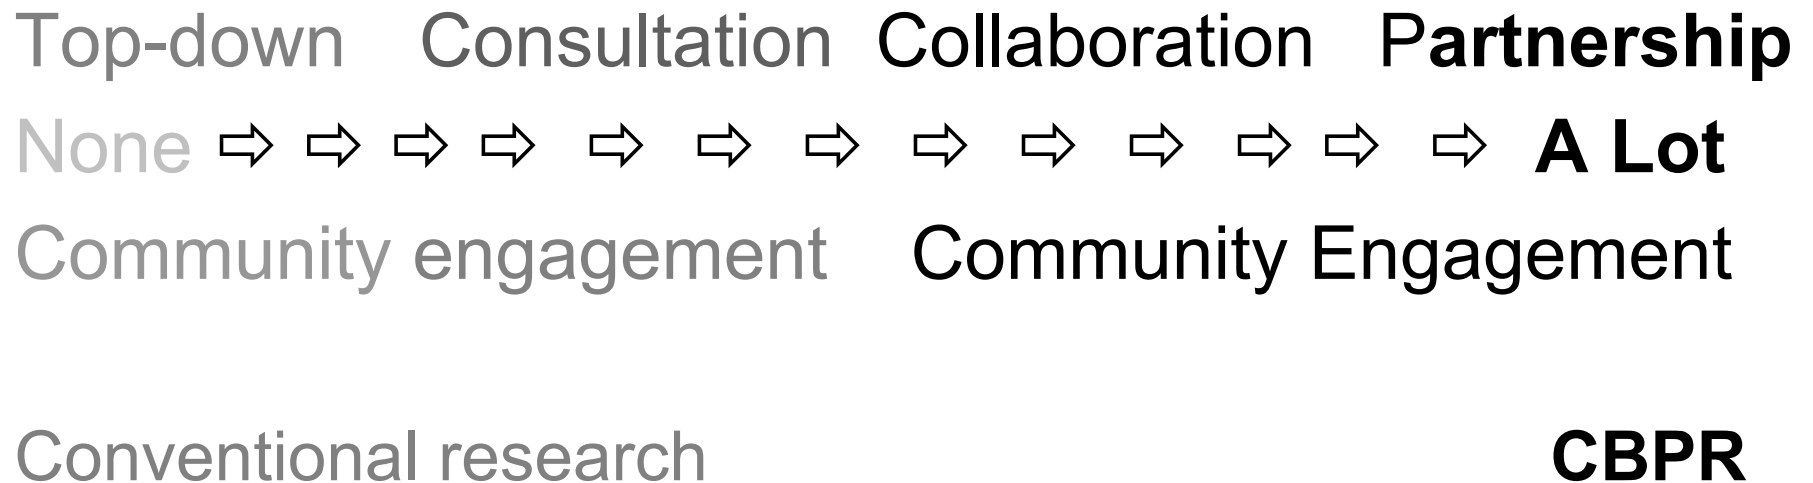 Top-down Consultation Collaboration Partnership
None ⇨ ⇨ ⇨ ⇨ ⇨ ⇨ ⇨ ⇨ ⇨ ⇨ ⇨ ⇨ ⇨ A Lot
Community engagement Community Engagement
Conventional research CBPR